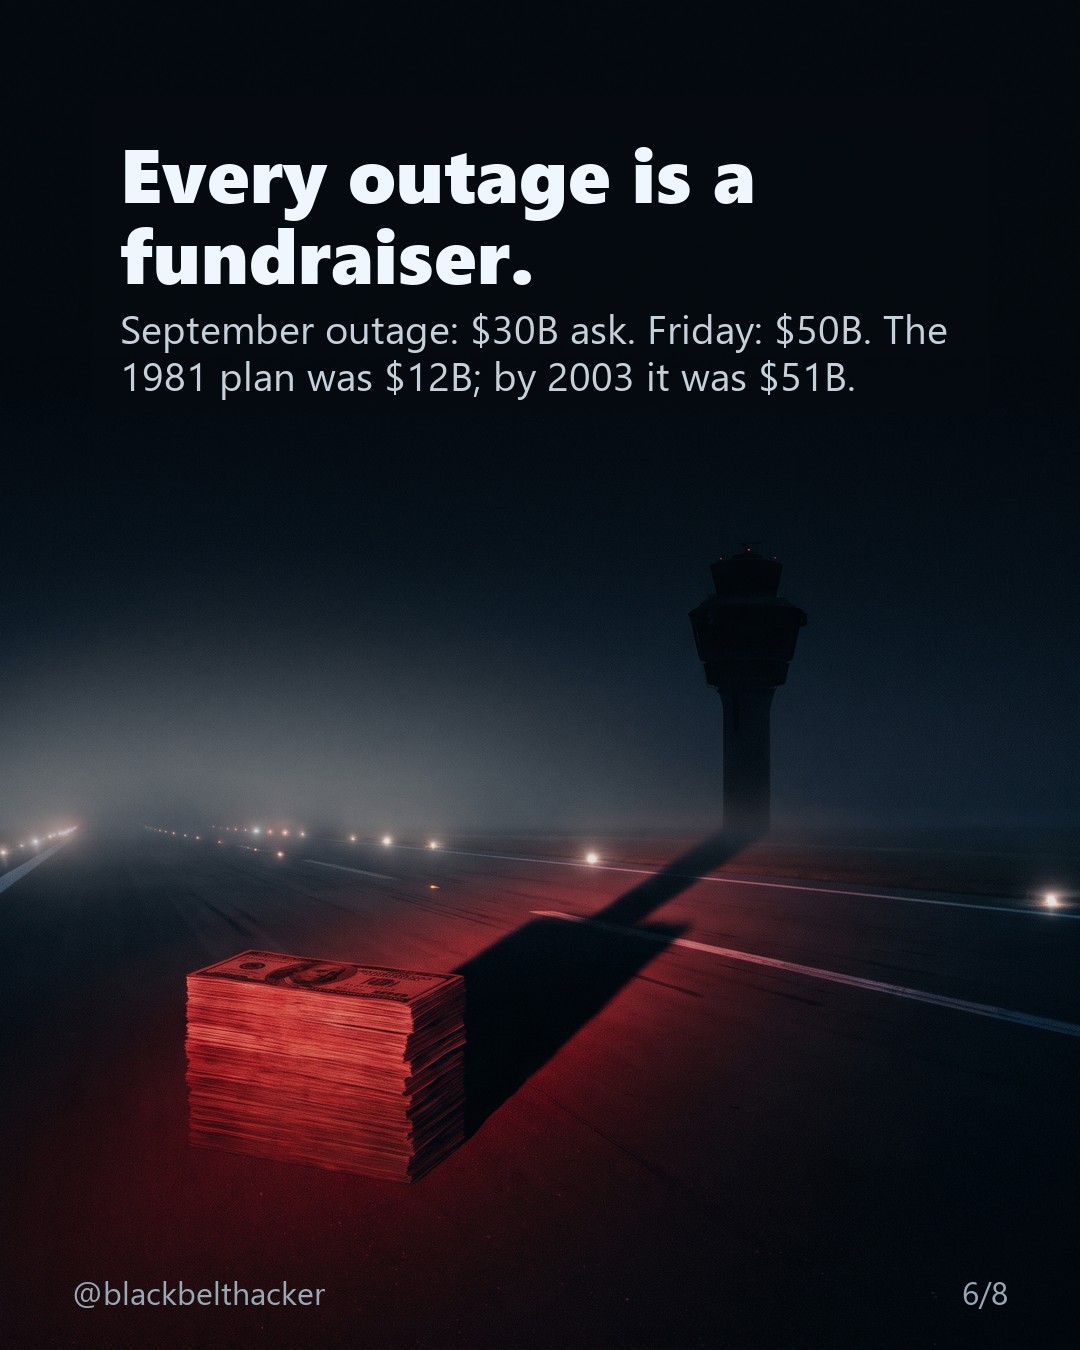 Every outage is a
fundraiser.
September outage: $30B ask. Friday: $50B. The
1981 plan was $12B; by 2003 it was $51B.
@blackbelthacker
6/8